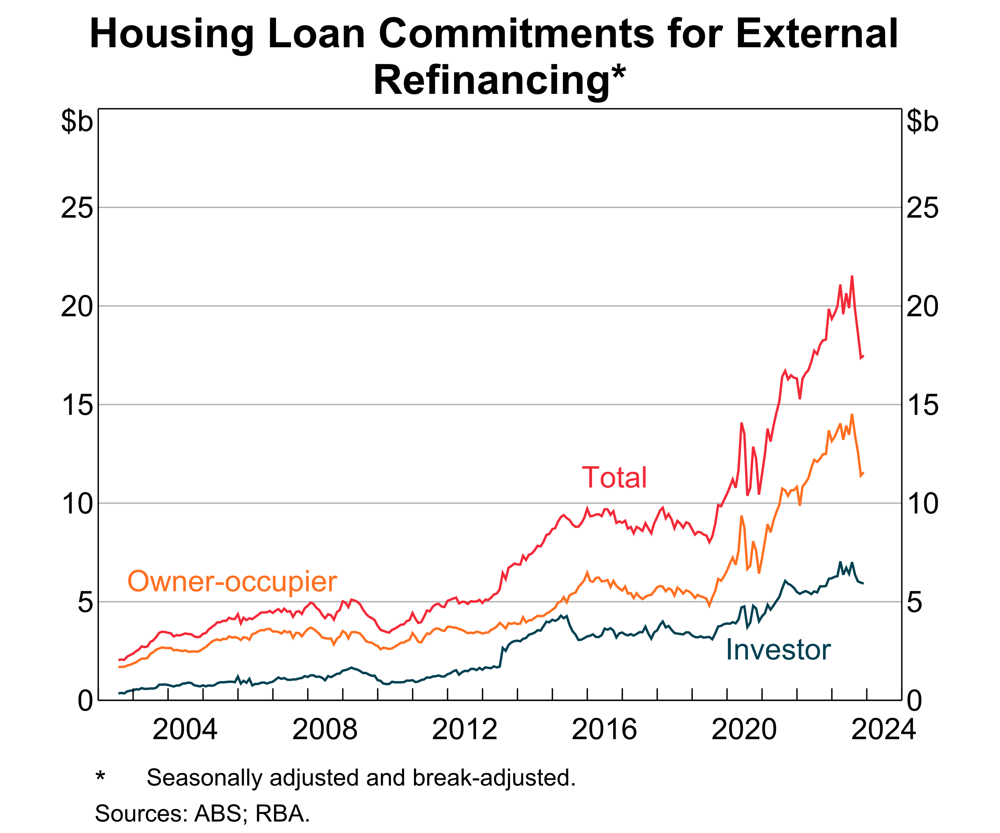 Housing Loan Commitments for External
Refinancing*
$b $b
25 25
20 20
15 15
Total
10 10
Owner-occupier
5 5
Investor
0 0
2004 2008 2012 2016 2020 2024
* Seasonally adjusted and break-adjusted.
Sources: ABS; RBA.